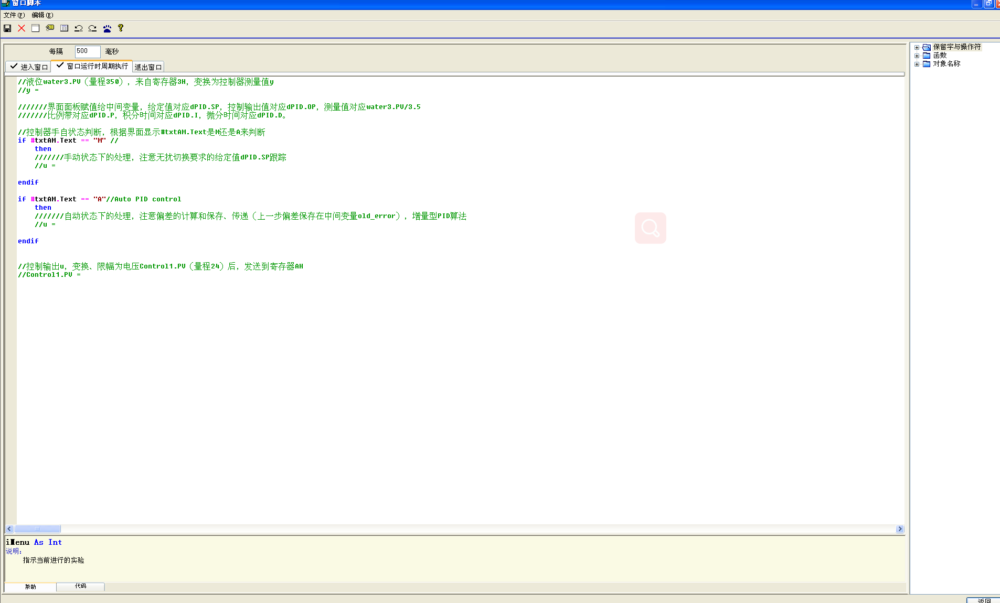 窗口脚本
文件(F) 编辑(E)
每隔 500 毫秒
进入窗口 窗口运行时周期执行 退出窗口
//液位water3.PV（量程350），来自寄存器3H，变换为控制器测量值y
//y =
///////界面面板赋值给中间变量，给定值对应dPID.SP，控制输出值对应dPID.OP，测量值对应water3.PV/3.5
///////比例带对应dPID.P，积分时间对应dPID.I，微分时间对应dPID.D。
//控制器手自状态判断，根据界面显示#txtAM.Text是M还是A来判断
if #txtAM.Text == "M" //
then
///////手动状态下的处理，注意无扰切换要求的给定值dPID.SP跟踪
//u =
endif
if #txtAM.Text == "A"//Auto PID control
then
///////自动状态下的处理，注意偏差的计算和保存、传递（上一步偏差保存在中间变量old_error），增量型PID算法
//u =
endif
//控制输出u，变换、限幅为电压Control1.PV（量程24）后，发送到寄存器AH
//Control1.PV =
保留字与操作符
函数
对象名称
iMenu As Int
说明:
指示当前进行的实验
帮助 代码
返回